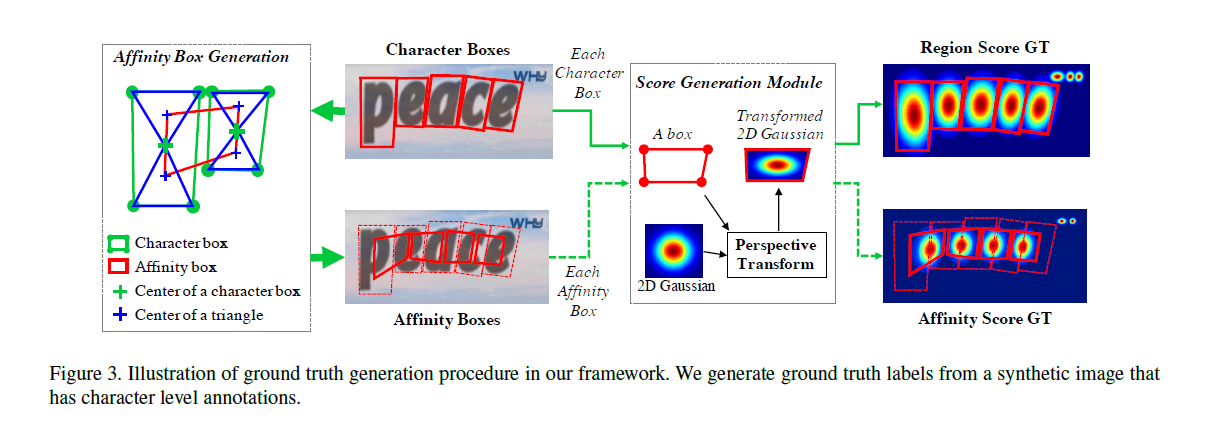 Affinity Box Generation
Character box
Affinity box
Center of a character box
Center of a triangle
Character Boxes
peace
WHY
peace
WHY
Affinity Boxes
Each
Character
Box
Each
Affinity
Box
Score Generation Module
A box
Transformed
2D Gaussian
2D Gaussian
Perspective
Transform
Region Score GT
Affinity Score GT
Figure 3. Illustration of ground truth generation procedure in our framework. We generate ground truth labels from a synthetic image that
has character level annotations.